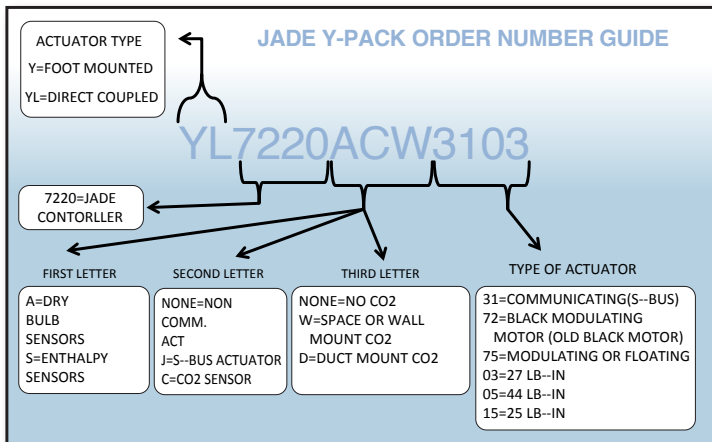 JADE Y-PACK ORDER NUMBER GUIDE
ACTUATOR TYPE
Y=FOOT MOUNTED
YL=DIRECT COUPLED
YL7220ACW3103
7220=JADE
CONTORLLER
FIRST LETTER
A=DRY
BULB
SENSORS
S=ENTHALPY
SENSORS
SECOND LETTER
NONE=NON
COMM.
ACT
J=S--BUS ACTUATOR
C=CO2 SENSOR
THIRD LETTER
NONE=NO CO2
W=SPACE OR WALL
MOUNT CO2
D=DUCT MOUNT CO2
TYPE OF ACTUATOR
31=COMMUNICATING(S--BUS)
72=BLACK MODULATING
MOTOR (OLD BLACK MOTOR)
75=MODULATING OR FLOATING
03=27 LB--IN
05=44 LB--IN
15=25 LB--IN